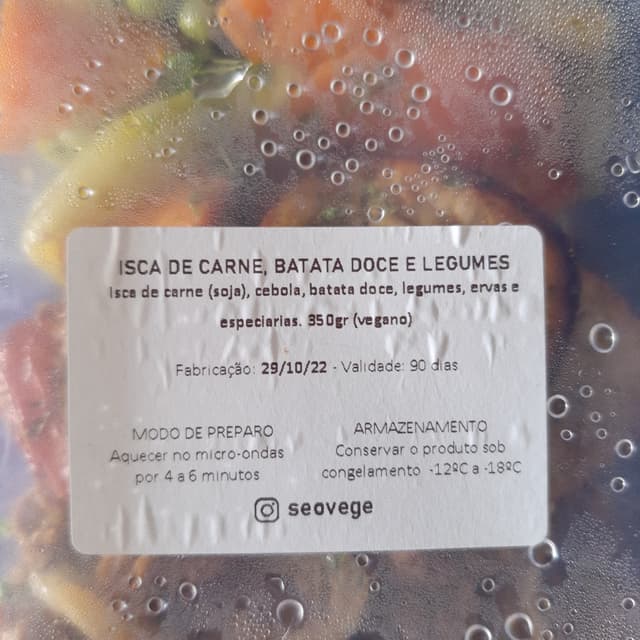 ISCA DE CARNE, BATATA DOCE E LEGUMES
Isca de carne (soja), cebola, batata doce, legumes, ervas e
especiarias. 350gr (vegano)
Fabricação: 29/10/22 - Validade: 90 dias
MODO DE PREPARO
Aquecer no micro-ondas
por 4 a 6 minutos
ARMAZENAMENTO
Conservar o produto sob
congelamento -12ºC a -18ºC
seovege